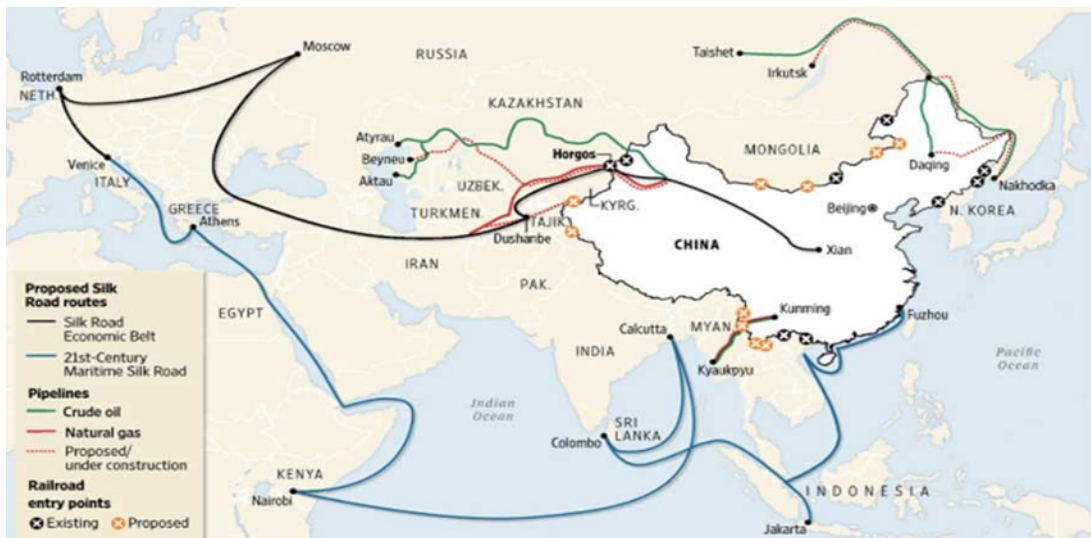 Moscow
RUSSIA
Taishet
Irkutsk
Rotterdam
NETH.
KAZAKHSTAN
Atyrau
Beyneu
Aktau
Horgos
MONGOLIA
Daqing
Nakhodka
Venice
ITALY
UZBEK.
GREECE
Athens
TURKMEN.
KYRG.
TAJIK.
Dushanbe
Beijing
N. KOREA
CHINA
Xian
IRAN
PAK.
EGYPT
Calcutta
MYAN.
Kunming
Fuzhou
INDIA
Kyaukpyu
Pacific
Ocean
Indian
Ocean
SRI
LANKA
Colombo
KENYA
Nairobi
INDONESIA
Jakarta
Proposed Silk
Road routes
Silk Road
Economic Belt
21st-Century
Maritime Silk Road
Pipelines
Crude oil
Natural gas
Proposed/
under construction
Railroad
entry points
Existing Proposed